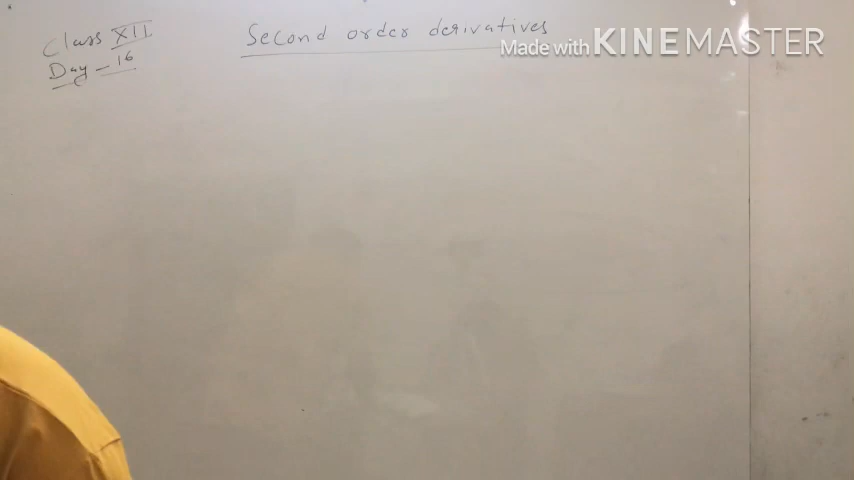 Class XII
Day - 16
Second order derivatives
Made with KINEMASTER